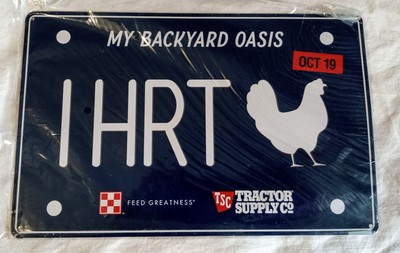 MY BACKYARD OASIS
OCT 19
I HRT
FEED GREATNESS®
TSC TRACTOR
SUPPLY CO